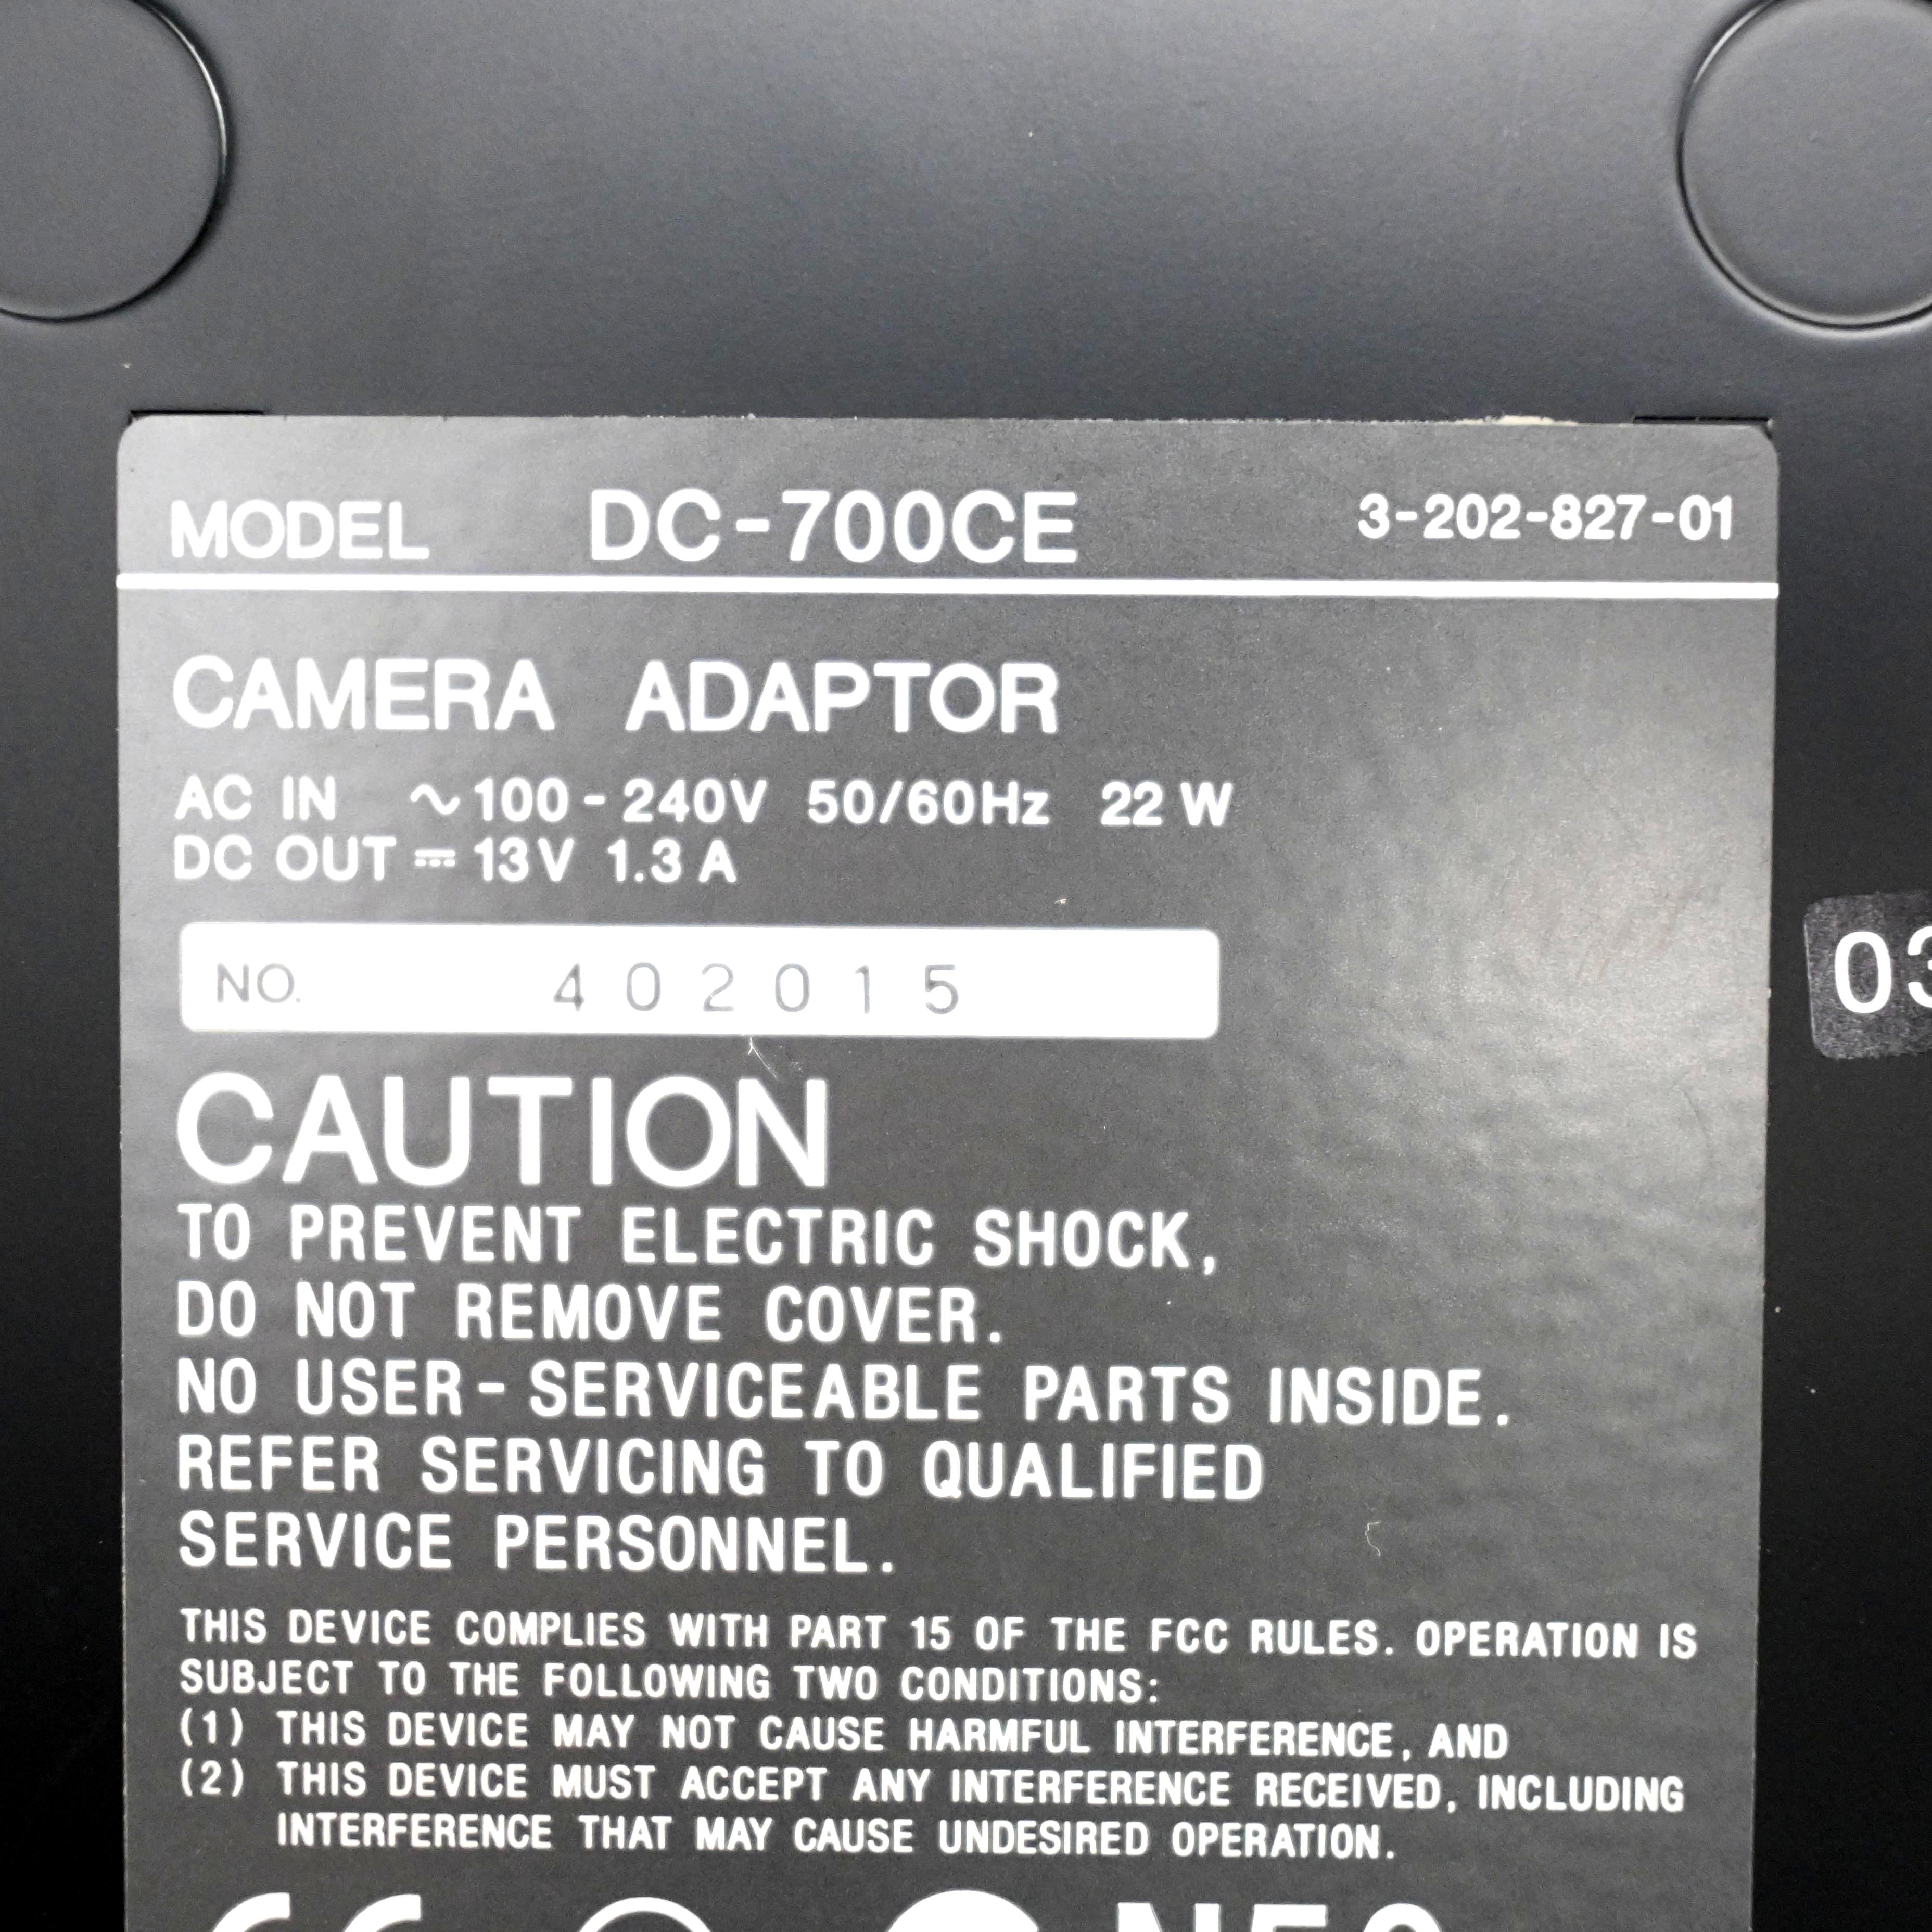 MODEL DC-700CE 3-202-827-01
CAMERA ADAPTOR
AC IN ∿100-240V 50/60Hz 22 W
DC OUT ⎓ 13V 1.3 A
NO. 402015
03
CAUTION
TO PREVENT ELECTRIC SHOCK,
DO NOT REMOVE COVER.
NO USER-SERVICEABLE PARTS INSIDE.
REFER SERVICING TO QUALIFIED
SERVICE PERSONNEL.
THIS DEVICE COMPLIES WITH PART 15 OF THE FCC RULES. OPERATION IS
SUBJECT TO THE FOLLOWING TWO CONDITIONS:
(1) THIS DEVICE MAY NOT CAUSE HARMFUL INTERFERENCE, AND
(2) THIS DEVICE MUST ACCEPT ANY INTERFERENCE RECEIVED, INCLUDING
INTERFERENCE THAT MAY CAUSE UNDESIRED OPERATION.